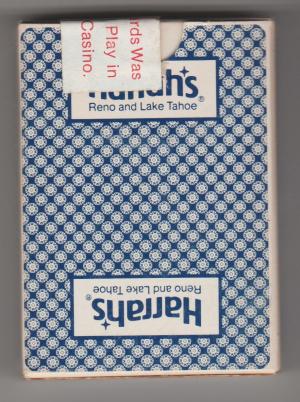 rds Was
Play in
Casino.
Harrah's®
Reno and Lake Tahoe
Harrah's®
Reno and Lake Tahoe